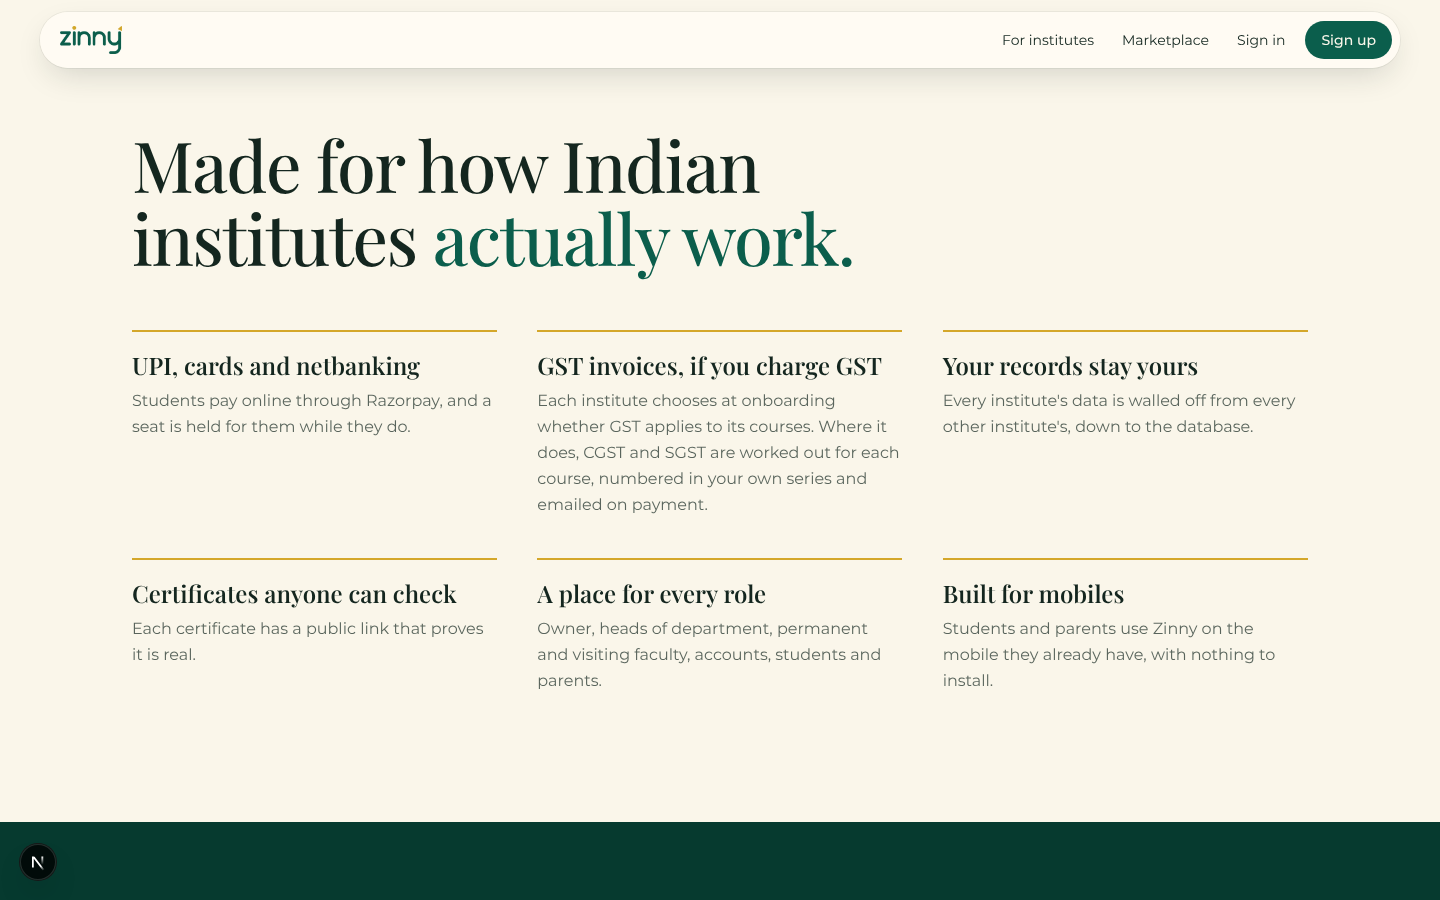 zinny
For institutes
Marketplace
Sign in
Sign up
Made for how Indian
institutes actually work.
UPI, cards and netbanking
Students pay online through Razorpay, and a
seat is held for them while they do.
GST invoices, if you charge GST
Each institute chooses at onboarding
whether GST applies to its courses. Where it
does, CGST and SGST are worked out for each
course, numbered in your own series and
emailed on payment.
Your records stay yours
Every institute's data is walled off from every
other institute's, down to the database.
Certificates anyone can check
Each certificate has a public link that proves
it is real.
A place for every role
Owner, heads of department, permanent
and visiting faculty, accounts, students and
parents.
Built for mobiles
Students and parents use Zinny on the
mobile they already have, with nothing to
install.
N